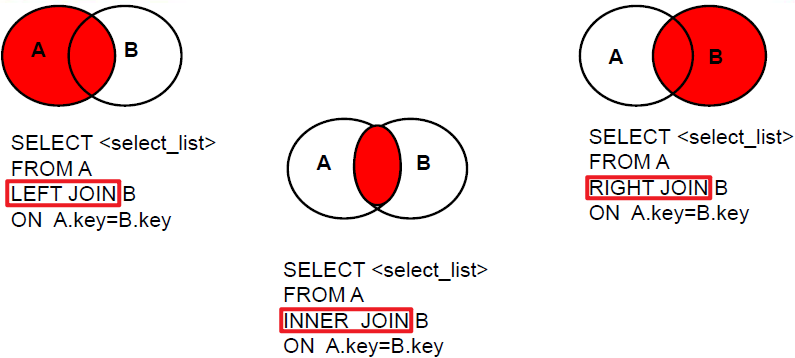 A B
SELECT <select_list>
FROM A
LEFT JOIN B
ON A.key=B.key
A B
SELECT <select_list>
FROM A
INNER JOIN B
ON A.key=B.key
A B
SELECT <select_list>
FROM A
RIGHT JOIN B
ON A.key=B.key